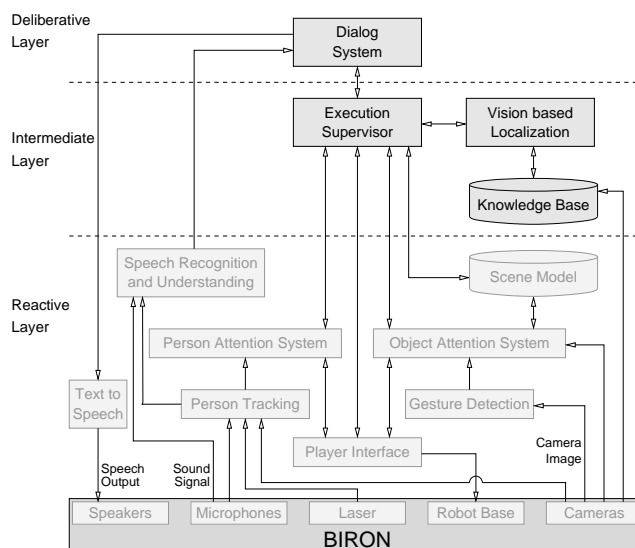 Deliberative
Layer
Dialog
System
Intermediate
Layer
Execution
Supervisor
Vision based
Localization
Knowledge Base
Reactive
Layer
Speech Recognition
and Understanding
Scene Model
Person Attention System
Object Attention System
Text to
Speech
Person Tracking
Gesture Detection
Player Interface
Camera
Image
Speech
Output
Sound
Signal
Speakers
Microphones
Laser
Robot Base
Cameras
BIRON